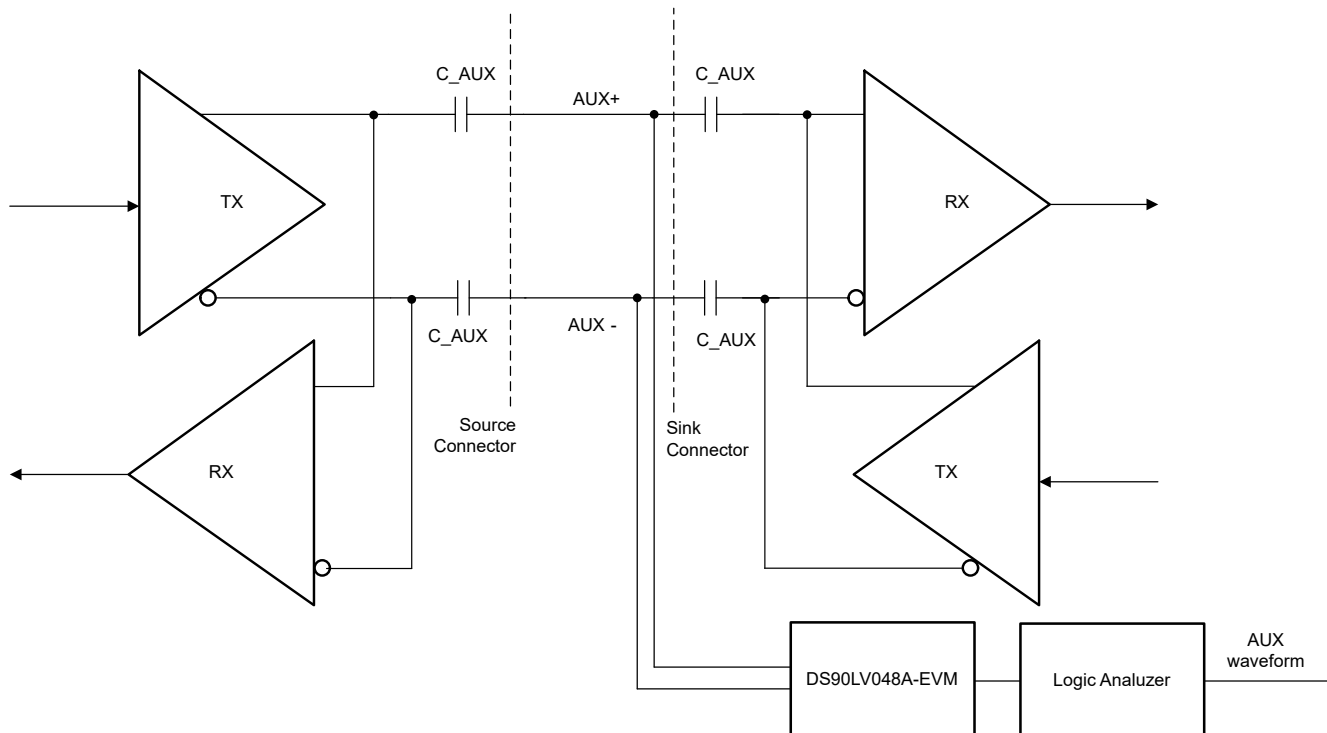 C_AUX
C_AUX
AUX+
TX
RX
AUX -
C_AUX
C_AUX
Source
Connector
Sink
Connector
RX
TX
DS90LV048A-EVM
Logic Analuzer
AUX
waveform